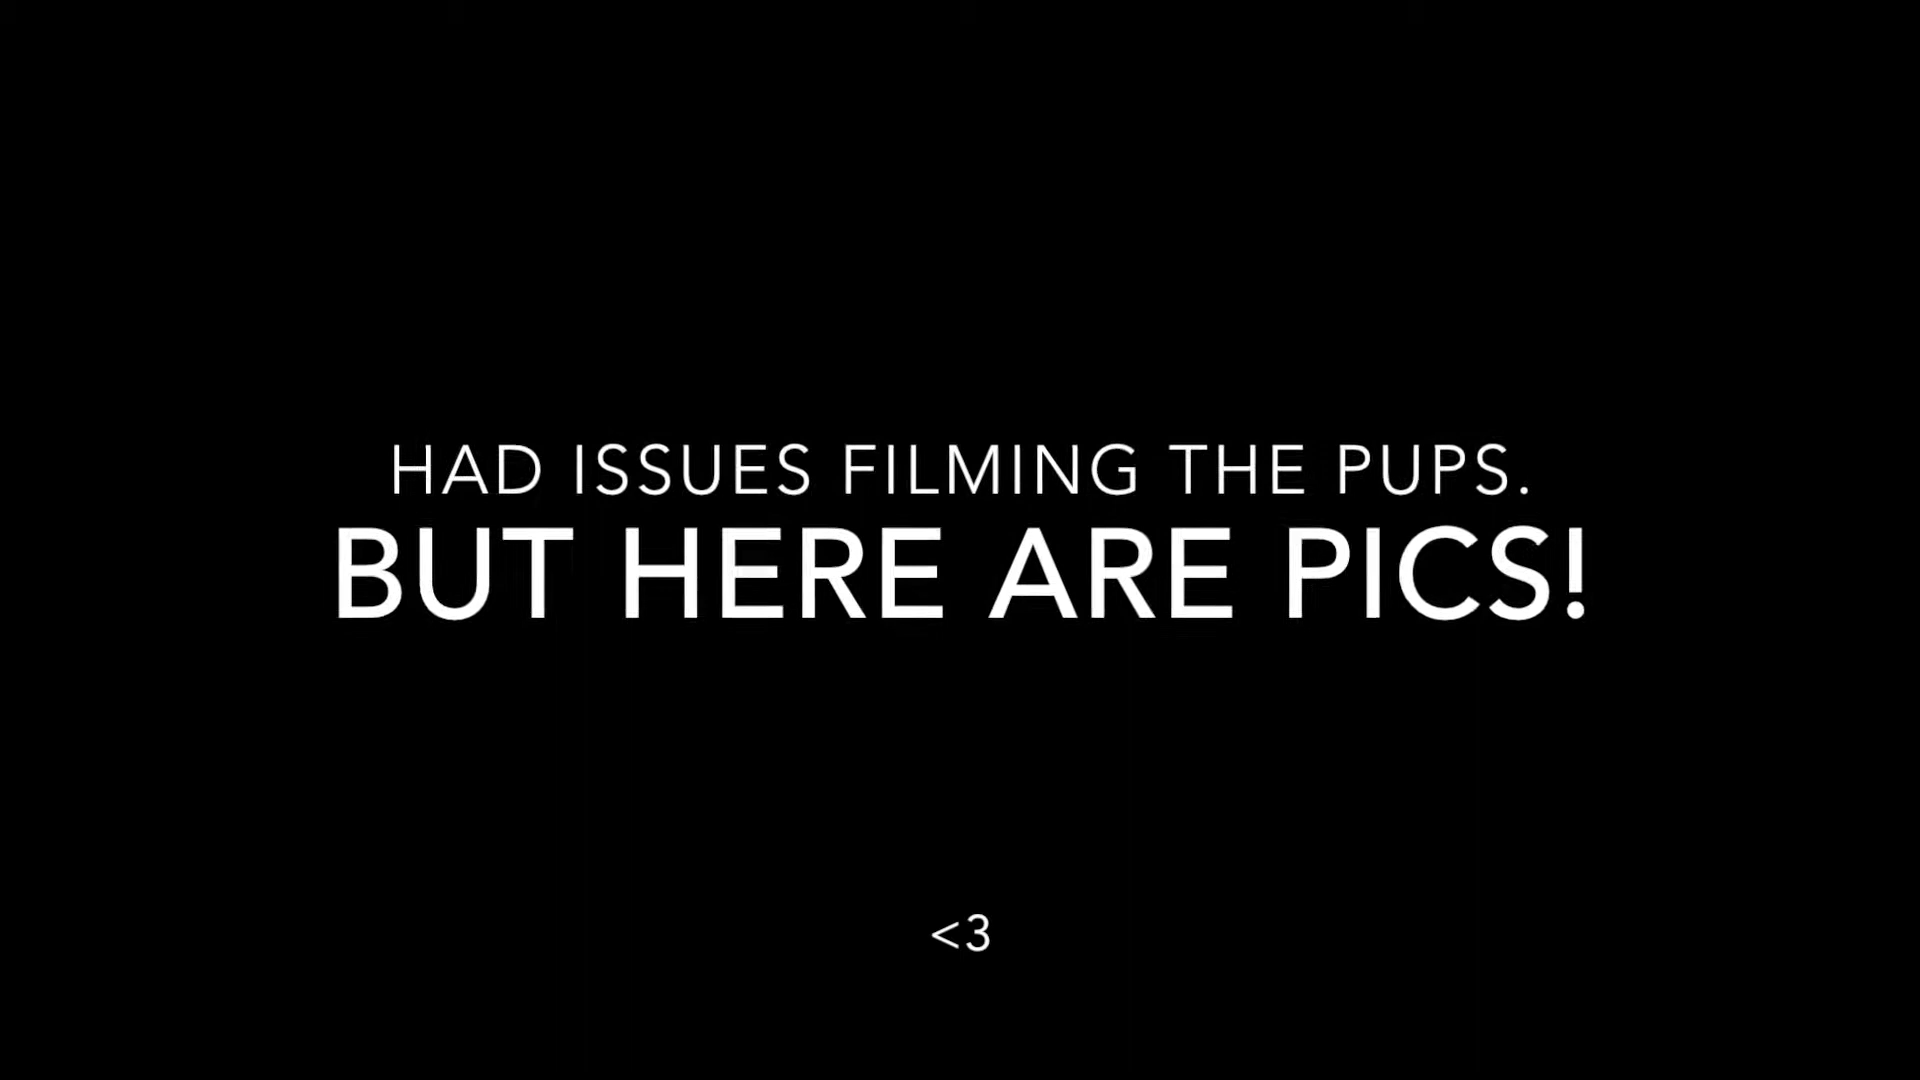 HAD ISSUES FILMING THE PUPS.
BUT HERE ARE PICS!
<3